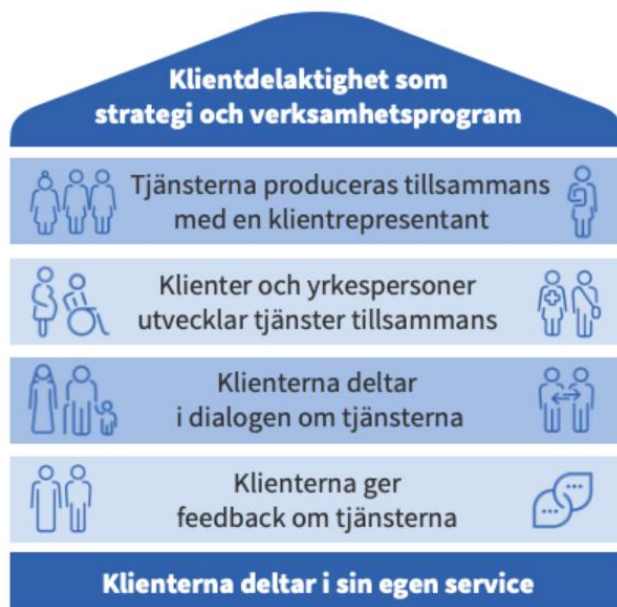 Klientdelaktighet som
strategi och verksamhetsprogram
Tjänsterna produceras tillsammans
med en klientrepresentant
Klienter och yrkespersoner
utvecklar tjänster tillsammans
Klienterna deltar
i dialogen om tjänsterna
Klienterna ger
feedback om tjänsterna
Klienterna deltar i sin egen service